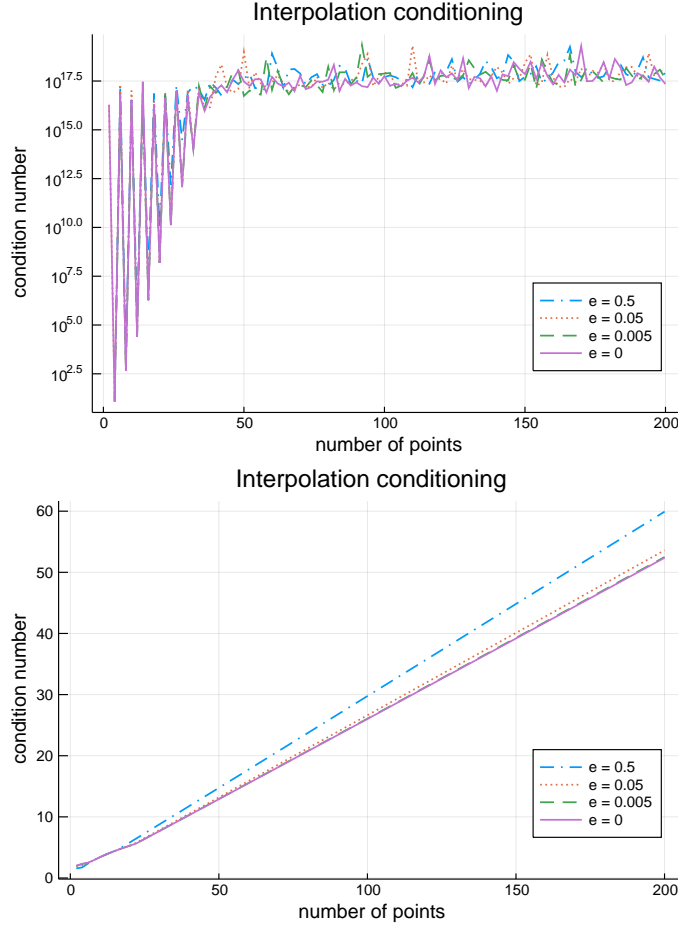 Interpolation conditioning
condition number
10^17.5
10^15.0
10^12.5
10^10.0
10^7.5
10^5.0
10^2.5
e = 0.5
e = 0.05
e = 0.005
e = 0
0 50 100 150 200
number of points
Interpolation conditioning
condition number
60
50
40
30
20
10
0
e = 0.5
e = 0.05
e = 0.005
e = 0
0 50 100 150 200
number of points